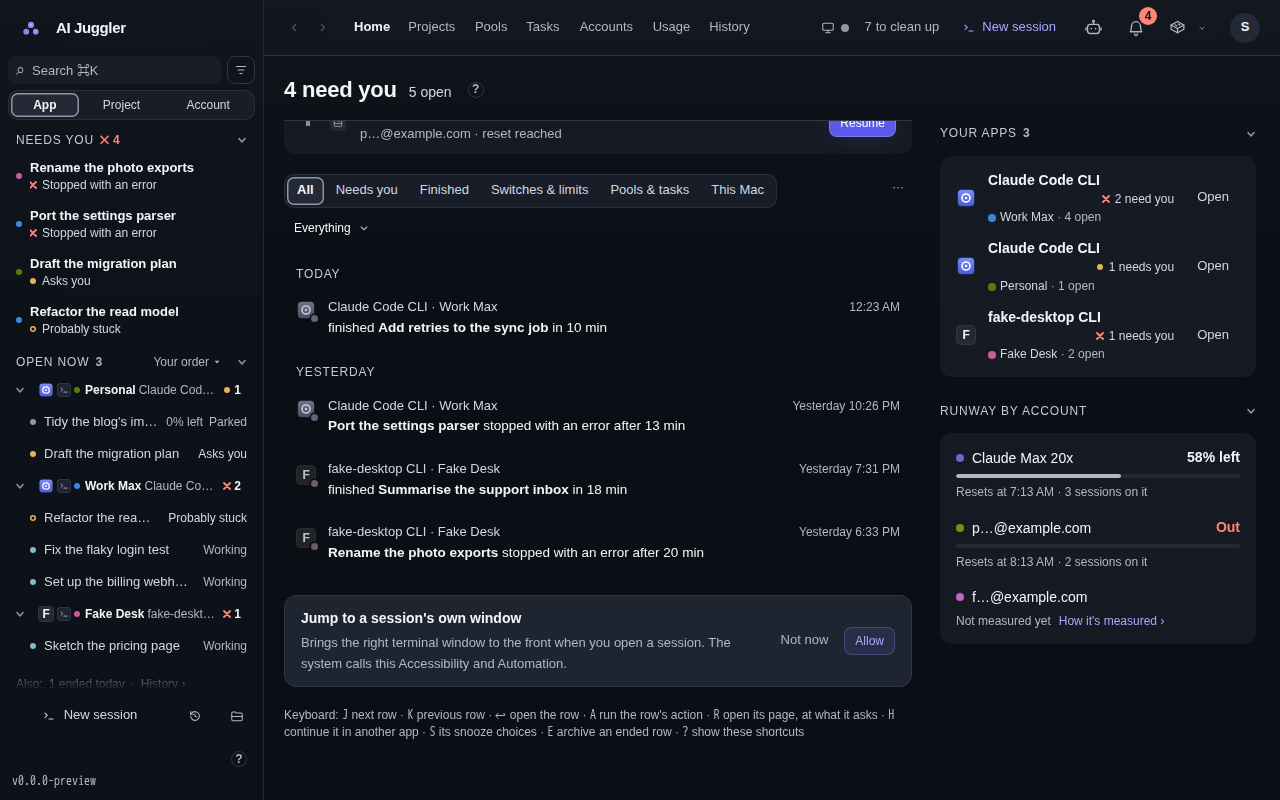 AI Juggler
Search ⌘K
App Project Account
NEEDS YOU 4
Rename the photo exports
Stopped with an error
Port the settings parser
Stopped with an error
Draft the migration plan
Asks you
Refactor the read model
Probably stuck
OPEN NOW 3 Your order
Personal Claude Cod… 1
Tidy the blog's im… 0% left Parked
Draft the migration plan Asks you
Work Max Claude Co… 2
Refactor the rea… Probably stuck
Fix the flaky login test Working
Set up the billing webh… Working
F Fake Desk fake-deskt… 1
Sketch the pricing page Working
Also: 1 ended today · History ›
New session
?
v0.0.0-preview
Home Projects Pools Tasks Accounts Usage History
7 to clean up New session 4 S
4 need you 5 open ?
p…@example.com · reset reached
Resume
All Needs you Finished Switches & limits Pools & tasks This Mac ···
Everything
TODAY
Claude Code CLI · Work Max 12:23 AM
finished Add retries to the sync job in 10 min
YESTERDAY
Claude Code CLI · Work Max Yesterday 10:26 PM
Port the settings parser stopped with an error after 13 min
F fake-desktop CLI · Fake Desk Yesterday 7:31 PM
finished Summarise the support inbox in 18 min
F fake-desktop CLI · Fake Desk Yesterday 6:33 PM
Rename the photo exports stopped with an error after 20 min
Jump to a session's own window
Brings the right terminal window to the front when you open a session. The
system calls this Accessibility and Automation.
Not now Allow
Keyboard: J next row · K previous row · ↩ open the row · A run the row's action · R open its page, at what it asks · H
continue it in another app · S its snooze choices · E archive an ended row · ? show these shortcuts
YOUR APPS 3
Claude Code CLI
2 need you Open
Work Max · 4 open
Claude Code CLI
1 needs you Open
Personal · 1 open
F fake-desktop CLI
1 needs you Open
Fake Desk · 2 open
RUNWAY BY ACCOUNT
Claude Max 20x 58% left
Resets at 7:13 AM · 3 sessions on it
p…@example.com Out
Resets at 8:13 AM · 2 sessions on it
f…@example.com
Not measured yet How it's measured ›